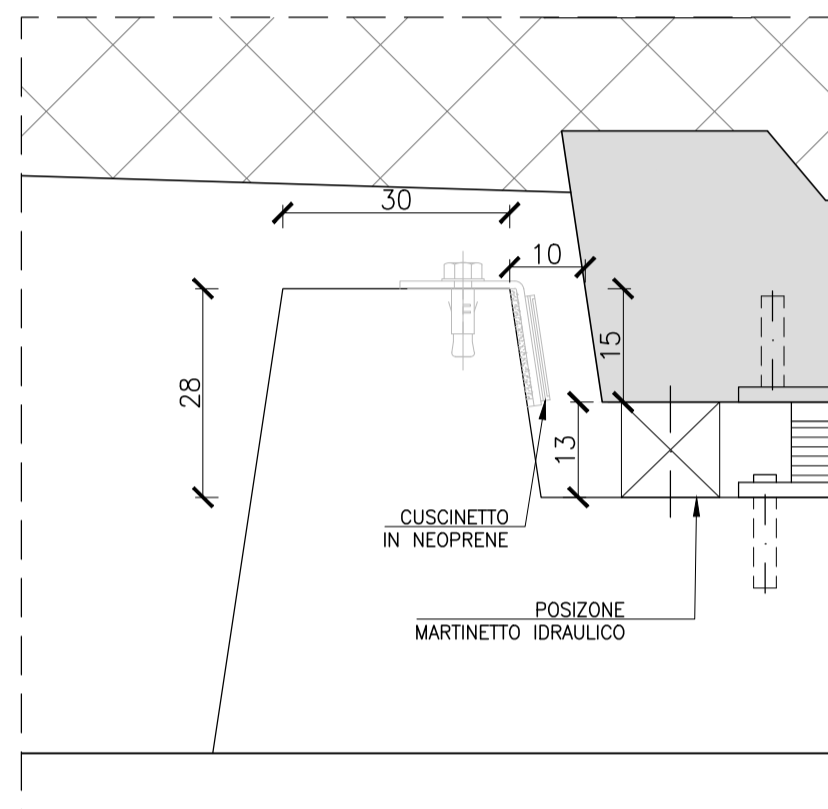 30
10
28
15
13
CUSCINETTO
IN NEOPRENE
POSIZONE
MARTINETTO IDRAULICO